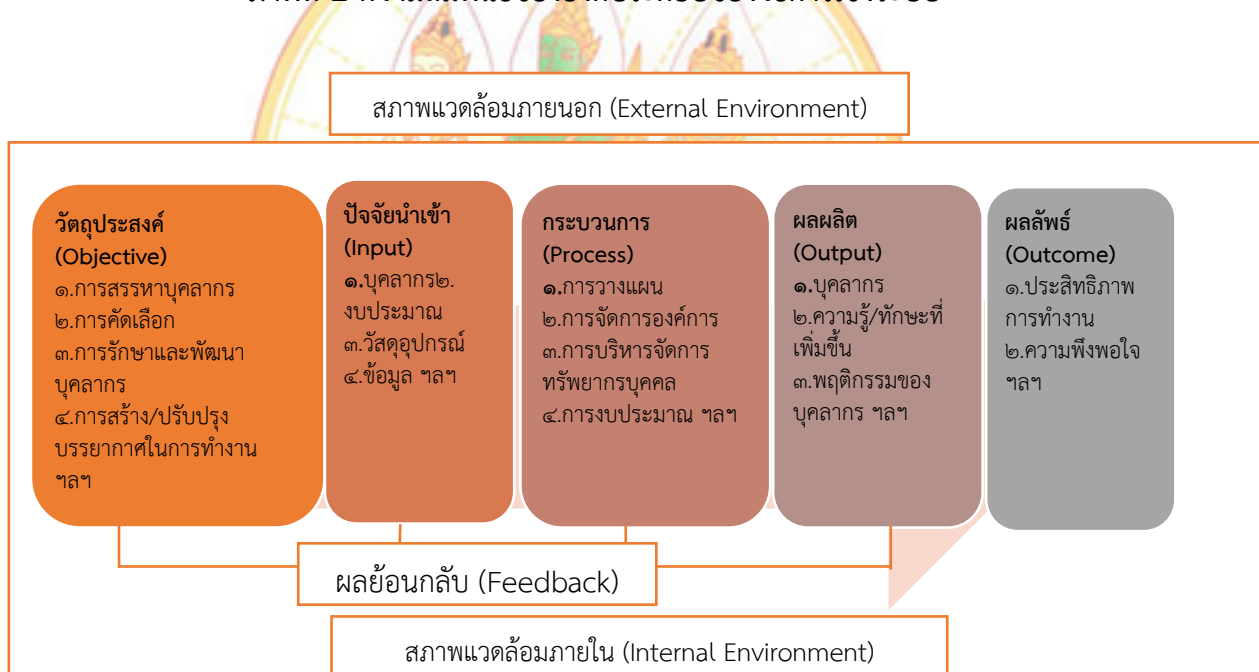 สภาพแวดล้อมภายนอก (External Environment)
วัตถุประสงค์
(Objective)
๑.การสรรหาบุคลากร
๒.การคัดเลือก
๓.การรักษาและพัฒนา
บุคลากร
๔.การสร้าง/ปรับปรุง
บรรยากาศในการทำงาน
ฯลฯ
ปัจจัยนำเข้า
(Input)
๑.บุคลากร๒.
งบประมาณ
๓.วัสดุอุปกรณ์
๔.ข้อมูล ฯลฯ
กระบวนการ
(Process)
๑.การวางแผน
๒.การจัดการองค์การ
๓.การบริหารจัดการ
ทรัพยากรบุคคล
๔.การงบประมาณ ฯลฯ
ผลผลิต
(Output)
๑.บุคลากร
๒.ความรู้/ทักษะที่
เพิ่มขึ้น
๓.พฤติกรรมของ
บุคลากร ฯลฯ
ผลลัพธ์
(Outcome)
๑.ประสิทธิภาพ
การทำงาน
๒.ความพึงพอใจ
ฯลฯ
ผลย้อนกลับ (Feedback)
สภาพแวดล้อมภายใน (Internal Environment)